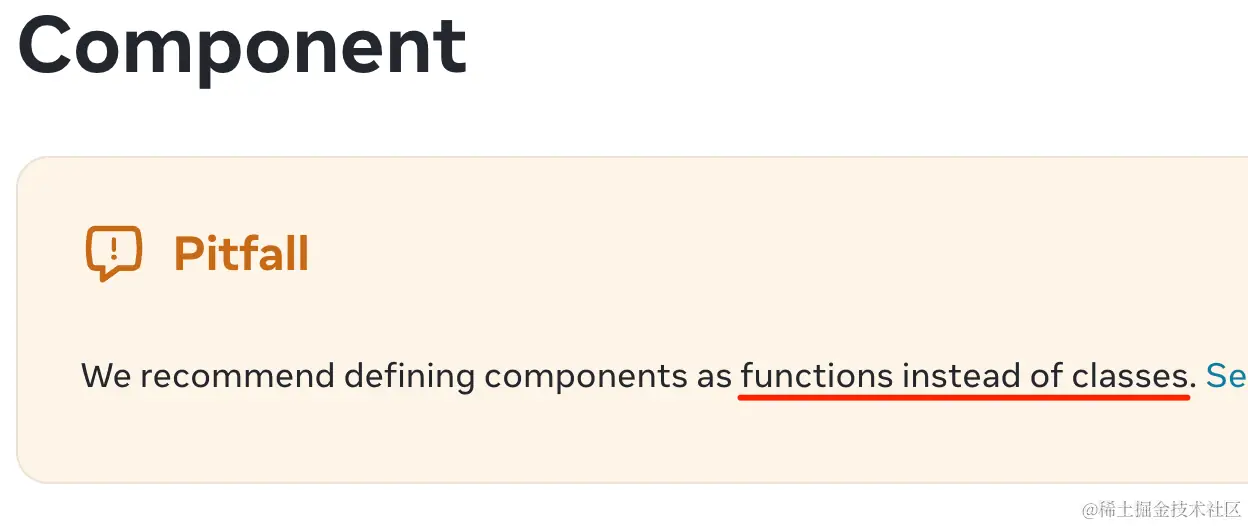 Component
Pitfall
We recommend defining components as functions instead of classes. Se
@稀土掘金技术社区